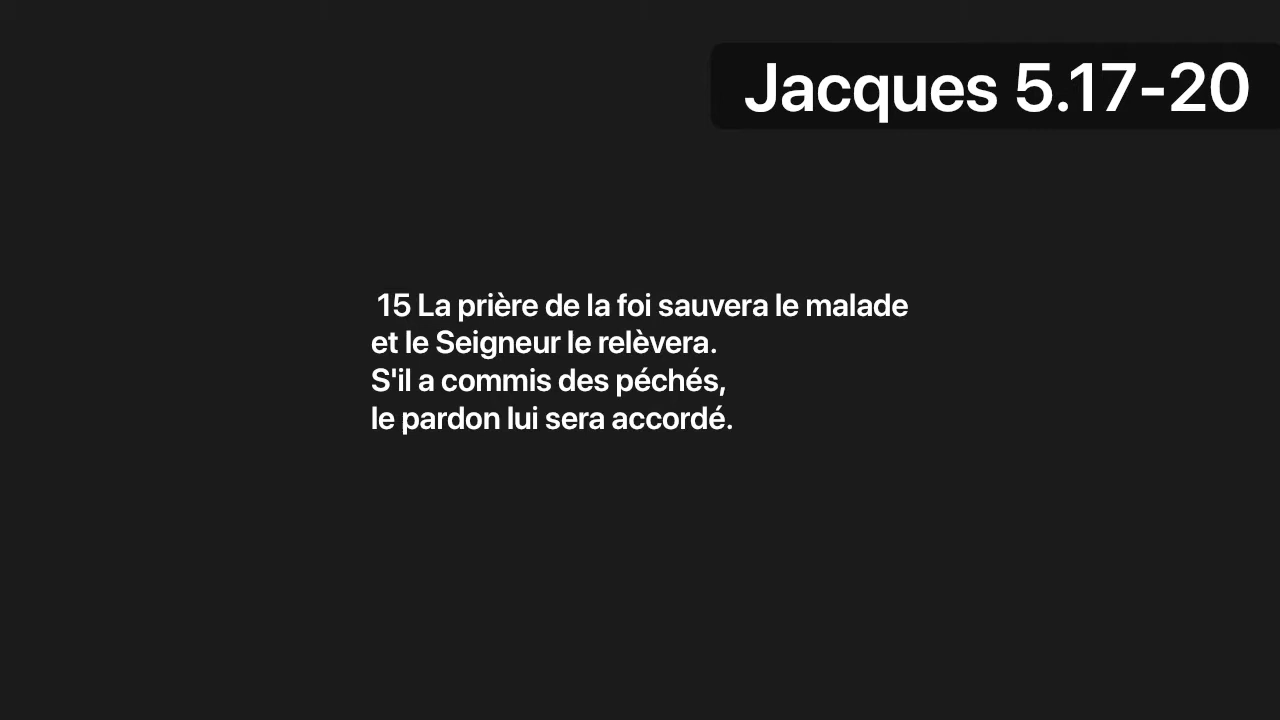 Jacques 5.17-20
15 La prière de la foi sauvera le malade
et le Seigneur le relèvera.
S'il a commis des péchés,
le pardon lui sera accordé.